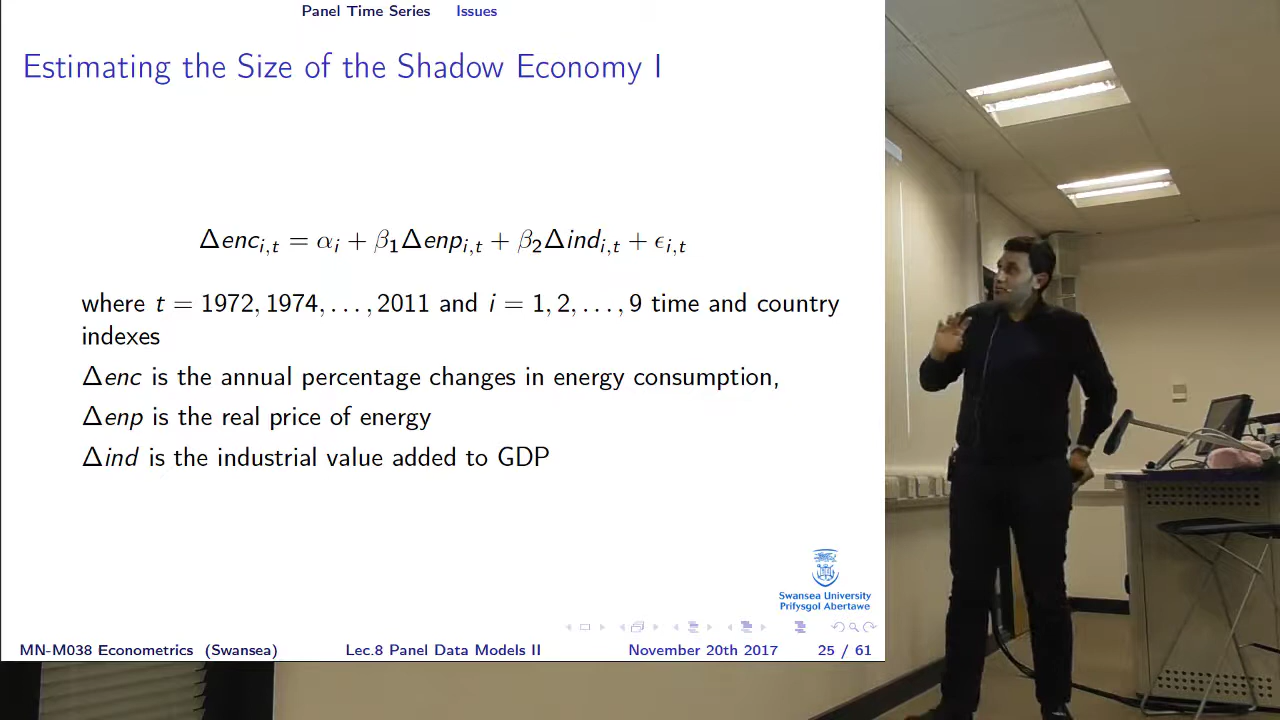 Panel Time Series Issues
Estimating the Size of the Shadow Economy I
Δenc_{i,t} = α_i + β_1Δenp_{i,t} + β_2Δind_{i,t} + ϵ_{i,t}
where t = 1972, 1974, . . . , 2011 and i = 1, 2, . . . , 9 time and country
indexes
Δenc is the annual percentage changes in energy consumption,
Δenp is the real price of energy
Δind is the industrial value added to GDP
Swansea University
Prifysgol Abertawe
MN-M038 Econometrics (Swansea) Lec.8 Panel Data Models II November 20th 2017 25 / 61